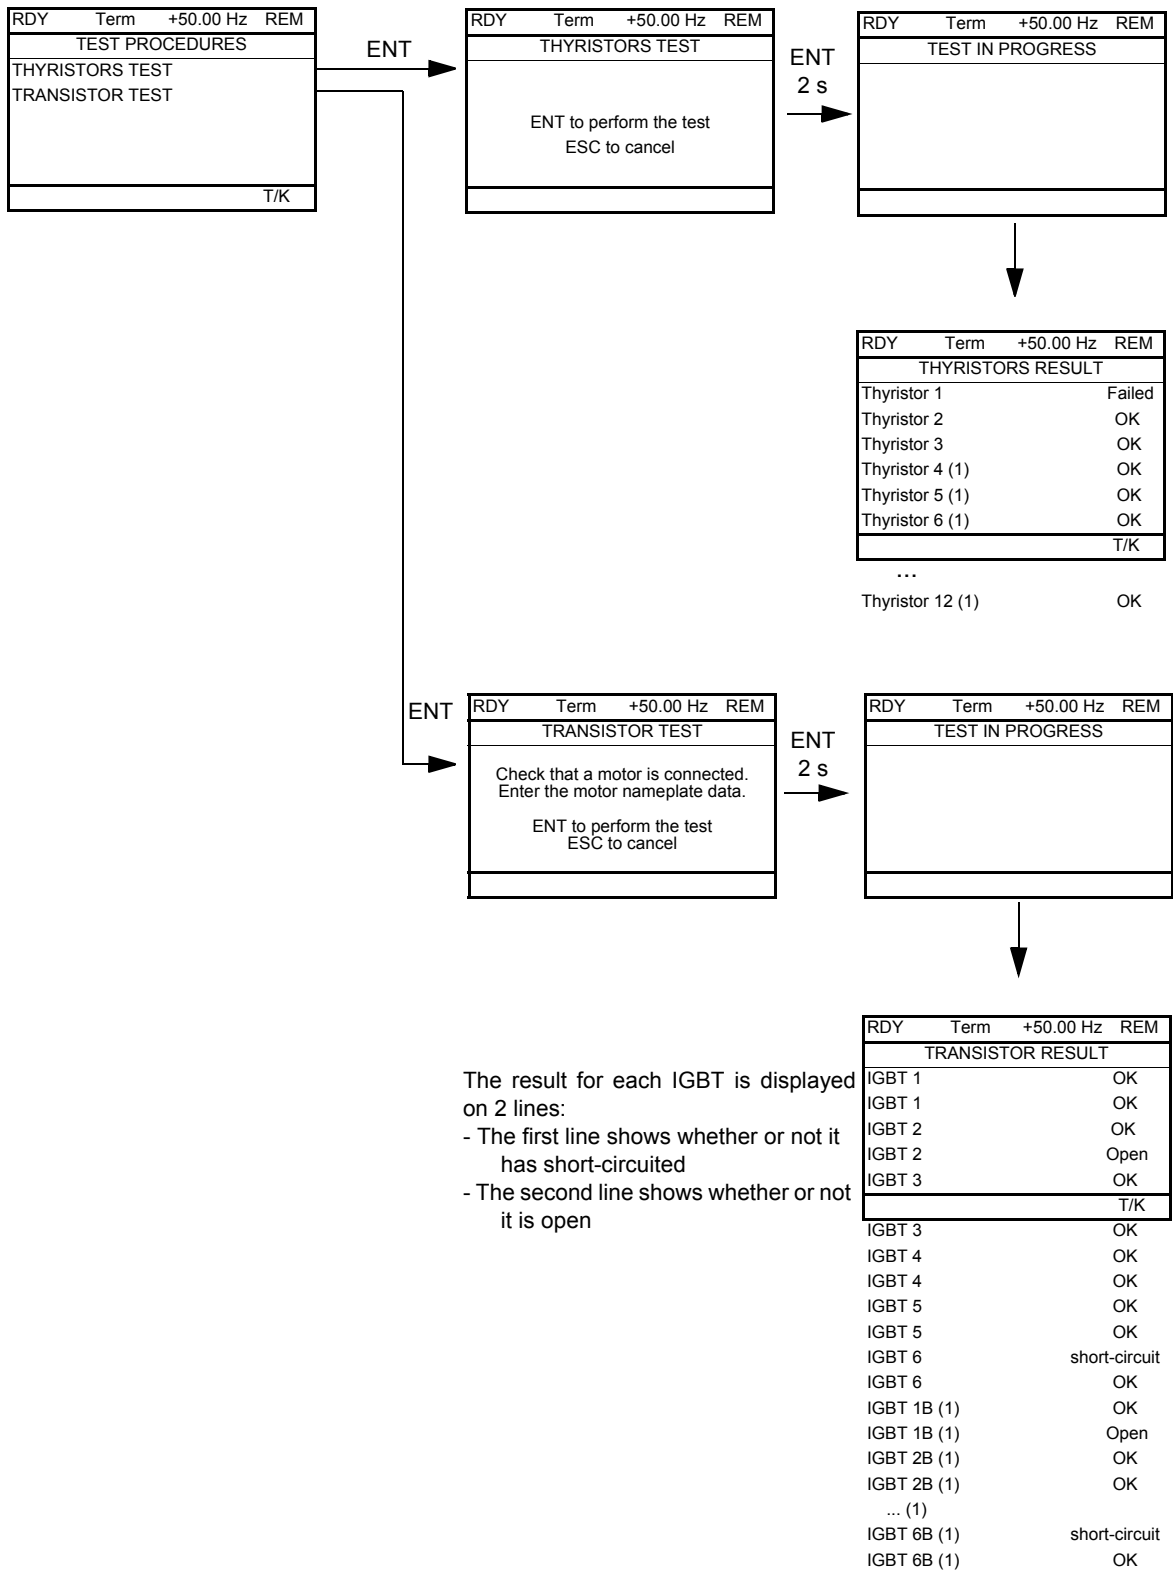 RDY Term +50.00 Hz REM
TEST PROCEDURES
THYRISTORS TEST
TRANSISTOR TEST
T/K
ENT
RDY Term +50.00 Hz REM
THYRISTORS TEST
ENT to perform the test
ESC to cancel
ENT
2 s
RDY Term +50.00 Hz REM
TEST IN PROGRESS
RDY Term +50.00 Hz REM
THYRISTORS RESULT
Thyristor 1 Failed
Thyristor 2 OK
Thyristor 3 OK
Thyristor 4 (1) OK
Thyristor 5 (1) OK
Thyristor 6 (1) OK
T/K
...
Thyristor 12 (1) OK
ENT
RDY Term +50.00 Hz REM
TRANSISTOR TEST
Check that a motor is connected.
Enter the motor nameplate data.
ENT to perform the test
ESC to cancel
ENT
2 s
RDY Term +50.00 Hz REM
TEST IN PROGRESS
The result for each IGBT is displayed
on 2 lines:
- The first line shows whether or not it
has short-circuited
- The second line shows whether or not
it is open
RDY Term +50.00 Hz REM
TRANSISTOR RESULT
IGBT 1 OK
IGBT 1 OK
IGBT 2 OK
IGBT 2 Open
IGBT 3 OK
T/K
IGBT 3 OK
IGBT 4 OK
IGBT 4 OK
IGBT 5 OK
IGBT 5 OK
IGBT 6 short-circuit
IGBT 6 OK
IGBT 1B (1) OK
IGBT 1B (1) Open
IGBT 2B (1) OK
IGBT 2B (1) OK
... (1)
IGBT 6B (1) short-circuit
IGBT 6B (1) OK